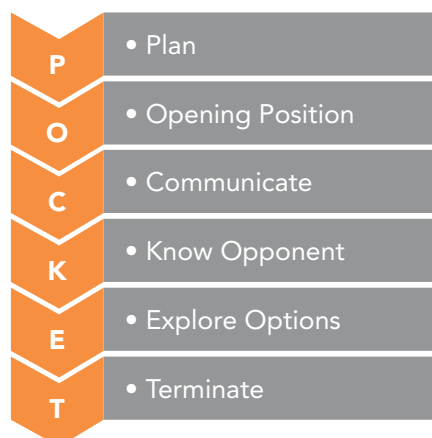 P • Plan
O • Opening Position
C • Communicate
K • Know Opponent
E • Explore Options
T • Terminate